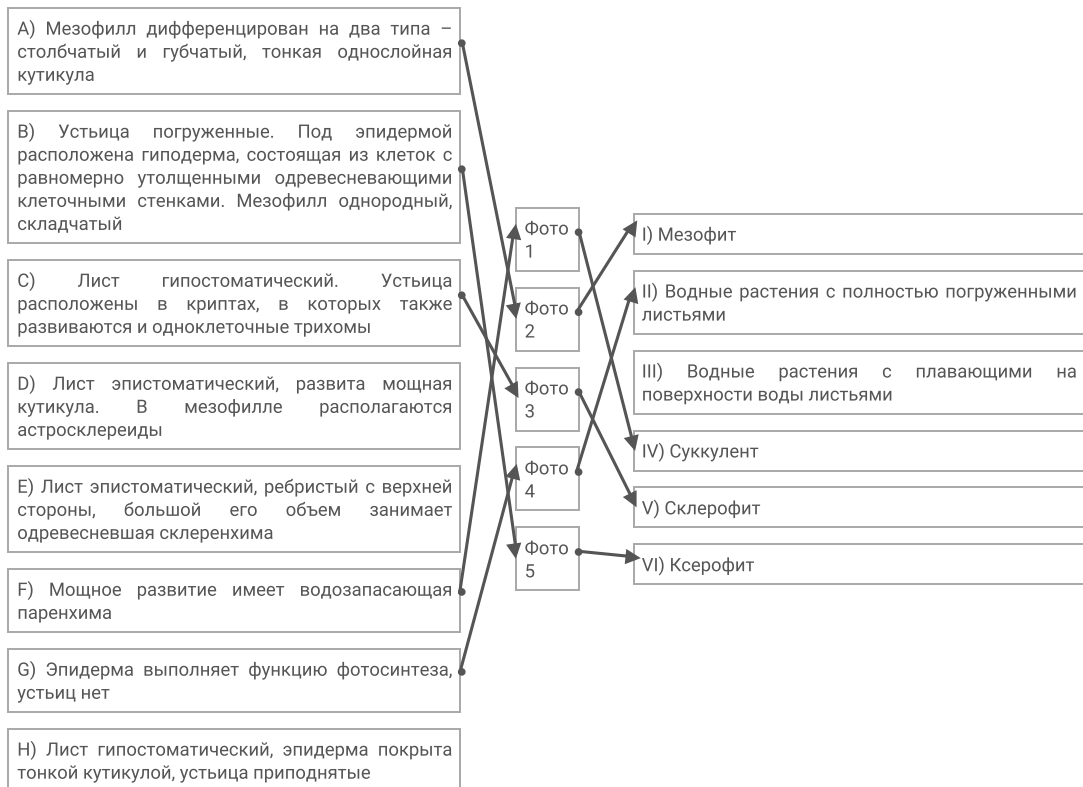 A) Мезофилл дифференцирован на два типа –
столбчатый и губчатый, тонкая однослойная
кутикула
B) Устьица погруженные. Под эпидермой
расположена гиподерма, состоящая из клеток с
равномерно утолщенными одревесневающими
клеточными стенками. Мезофилл однородный,
складчатый
C) Лист гипостоматический. Устьица
расположены в криптах, в которых также
развиваются и одноклеточные трихомы
D) Лист эпистоматический, развита мощная
кутикула. В мезофилле располагаются
астросклереиды
E) Лист эпистоматический, ребристый с верхней
стороны, большой его объем занимает
одревесневшая склеренхима
F) Мощное развитие имеет водозапасающая
паренхима
G) Эпидерма выполняет функцию фотосинтеза,
устьиц нет
H) Лист гипостоматический, эпидерма покрыта
тонкой кутикулой, устьица приподнятые
Фото
1
Фото
2
Фото
3
Фото
4
Фото
5
I) Мезофит
II) Водные растения с полностью погруженными
листьями
III) Водные растения с плавающими на
поверхности воды листьями
IV) Суккулент
V) Склерофит
VI) Ксерофит